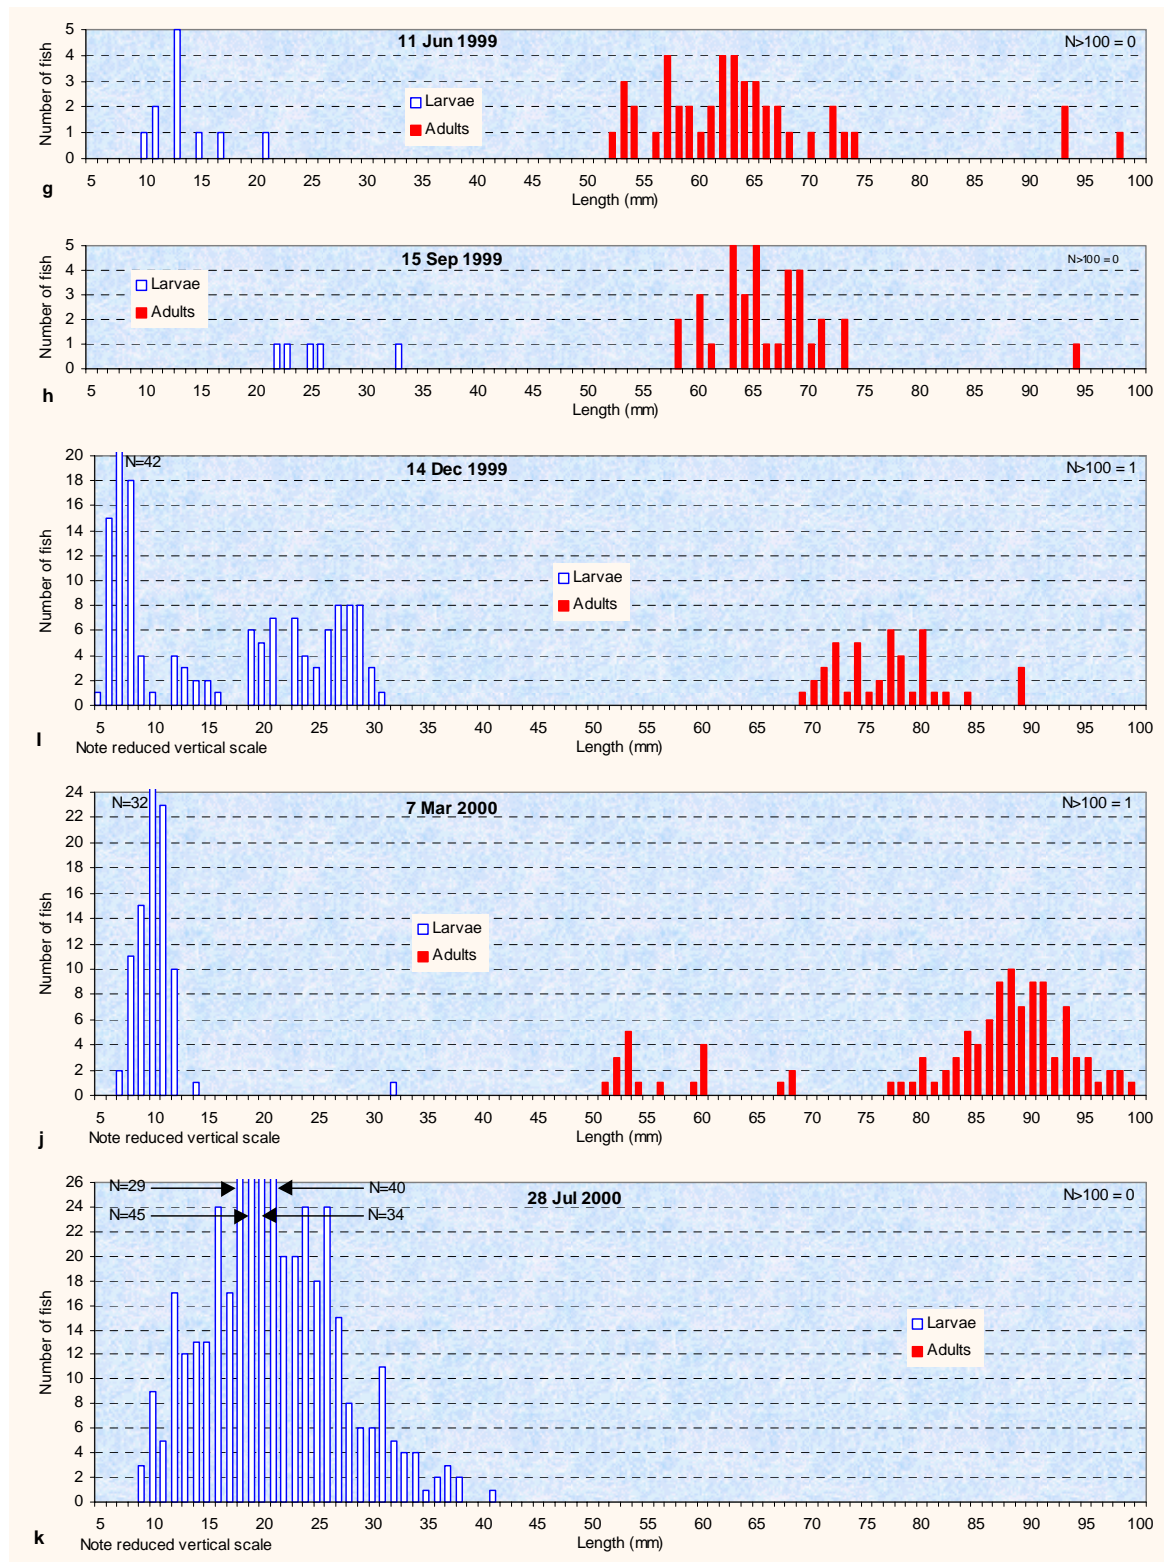 11 Jun 1999
N>100 = 0
Number of fish
5
4
3
2
1
0
Larvae
Adults
5 10 15 20 25 30 35 40 45 50 55 60 65 70 75 80 85 90 95 100
Length (mm)
g
15 Sep 1999
N>100 = 0
Number of fish
5
4
3
2
1
0
Larvae
Adults
5 10 15 20 25 30 35 40 45 50 55 60 65 70 75 80 85 90 95 100
Length (mm)
h
14 Dec 1999
N>100 = 1
N=42
Number of fish
20
18
16
14
12
10
8
6
4
2
0
Larvae
Adults
5 10 15 20 25 30 35 40 45 50 55 60 65 70 75 80 85 90 95 100
I
Note reduced vertical scale
Length (mm)
7 Mar 2000
N>100 = 1
N=32
Number of fish
24
22
20
18
16
14
12
10
8
6
4
2
0
Larvae
Adults
5 10 15 20 25 30 35 40 45 50 55 60 65 70 75 80 85 90 95 100
j
Note reduced vertical scale
Length (mm)
28 Jul 2000
N>100 = 0
N=29
N=40
N=45
N=34
Number of fish
26
24
22
20
18
16
14
12
10
8
6
4
2
0
Larvae
Adults
5 10 15 20 25 30 35 40 45 50 55 60 65 70 75 80 85 90 95 100
k
Note reduced vertical scale
Length (mm)